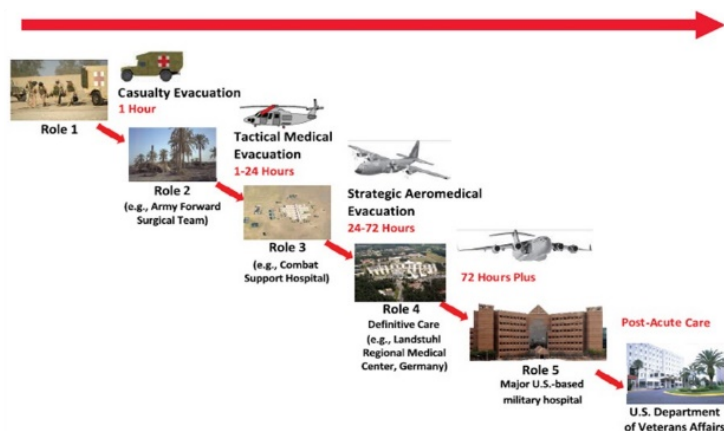 Casualty Evacuation
1 Hour
Role 1
Tactical Medical
Evacuation
1-24 Hours
Role 2
(e.g., Army Forward
Surgical Team)
Strategic Aeromedical
Evacuation
24-72 Hours
Role 3
(e.g., Combat
Support Hospital)
72 Hours Plus
Role 4
Definitive Care
(e.g., Landstuhl
Regional Medical
Center, Germany)
Post-Acute Care
Role 5
Major U.S.-based
military hospital
U.S. Department
of Veterans Affairs